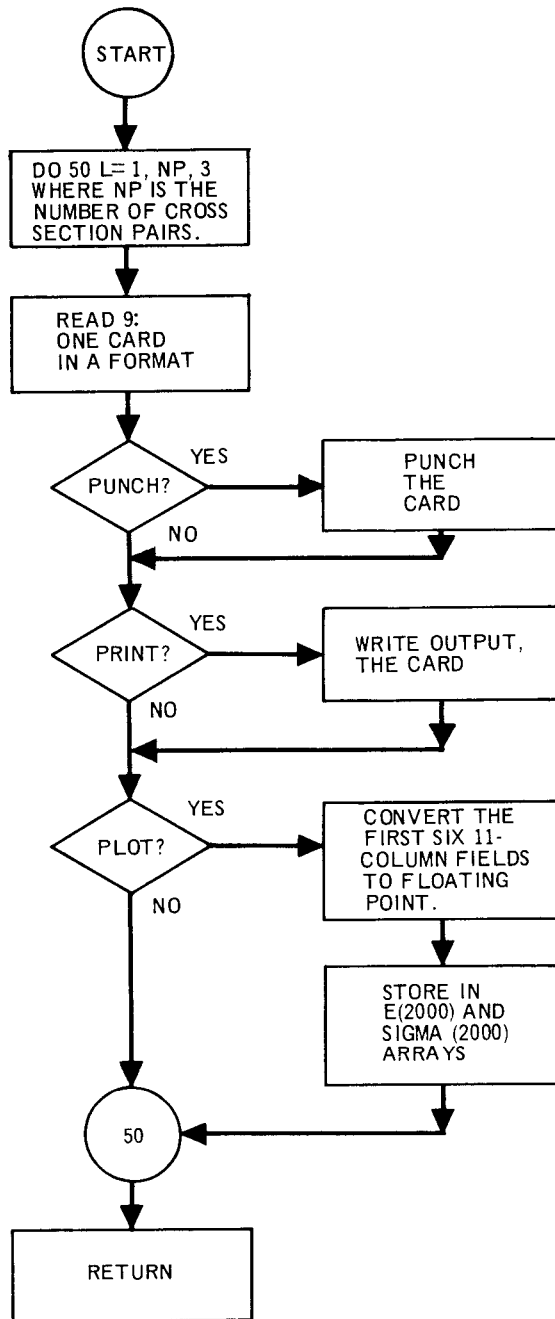 START
DO 50 L= 1, NP, 3
WHERE NP IS THE
NUMBER OF CROSS
SECTION PAIRS.
READ 9:
ONE CARD
IN A FORMAT
PUNCH?
YES
NO
PUNCH
THE
CARD
PRINT?
YES
NO
WRITE OUTPUT,
THE CARD
PLOT?
YES
NO
CONVERT THE
FIRST SIX 11-
COLUMN FIELDS
TO FLOATING
POINT.
STORE IN
E(2000) AND
SIGMA (2000)
ARRAYS
50
RETURN